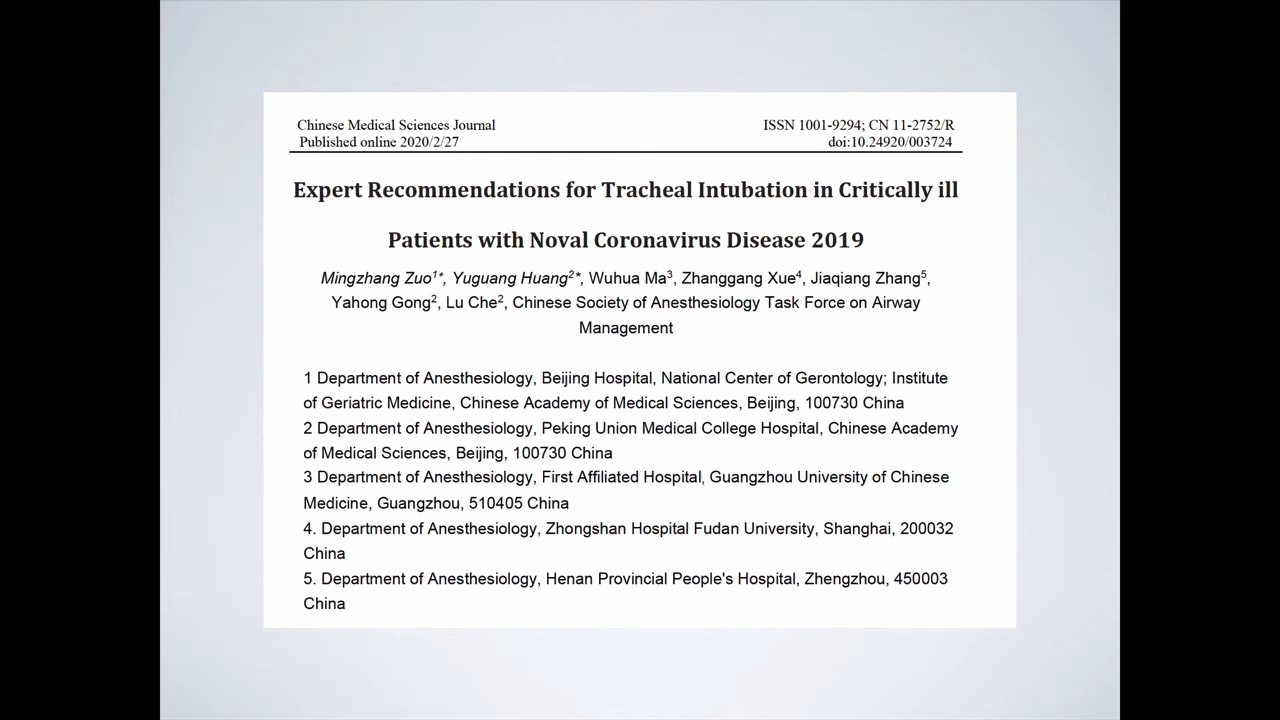 Chinese Medical Sciences Journal ISSN 1001-9294; CN 11-2752/R
Published online 2020/2/27 doi:10.24920/003724
Expert Recommendations for Tracheal Intubation in Critically ill
Patients with Noval Coronavirus Disease 2019
Mingzhang Zuo1*, Yuguang Huang2*, Wuhua Ma3, Zhanggang Xue4, Jiaqiang Zhang5,
Yahong Gong2, Lu Che2, Chinese Society of Anesthesiology Task Force on Airway
Management
1 Department of Anesthesiology, Beijing Hospital, National Center of Gerontology; Institute
of Geriatric Medicine, Chinese Academy of Medical Sciences, Beijing, 100730 China
2 Department of Anesthesiology, Peking Union Medical College Hospital, Chinese Academy
of Medical Sciences, Beijing, 100730 China
3 Department of Anesthesiology, First Affiliated Hospital, Guangzhou University of Chinese
Medicine, Guangzhou, 510405 China
4. Department of Anesthesiology, Zhongshan Hospital Fudan University, Shanghai, 200032
China
5. Department of Anesthesiology, Henan Provincial People's Hospital, Zhengzhou, 450003
China